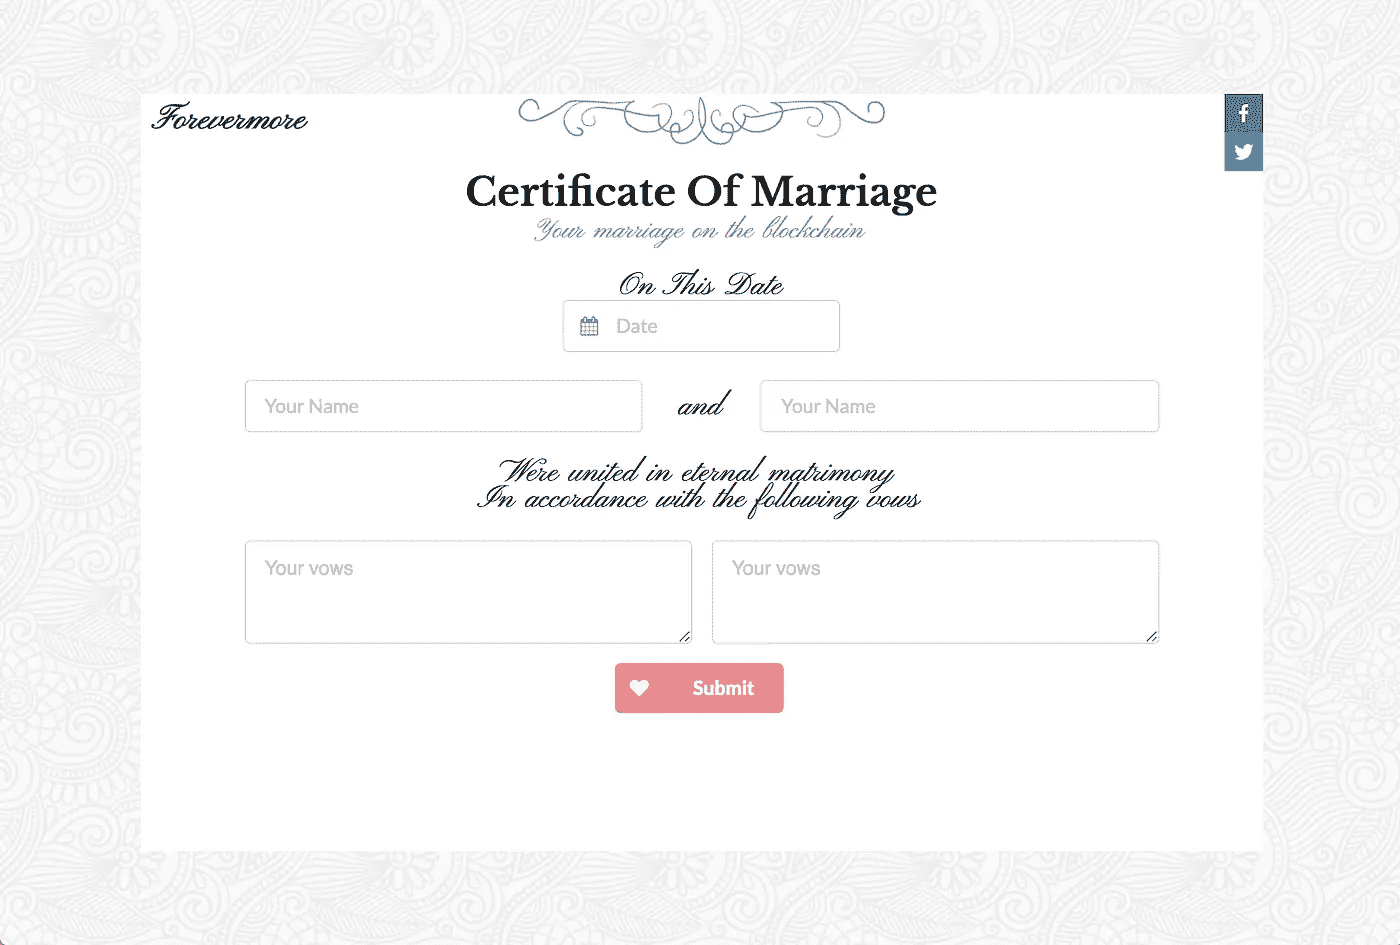 Forevermore
Certificate Of Marriage
Your marriage on the blockchain
On This Date
Date
Your Name and Your Name
Were united in eternal matrimony
In accordance with the following vows
Your vows Your vows
Submit